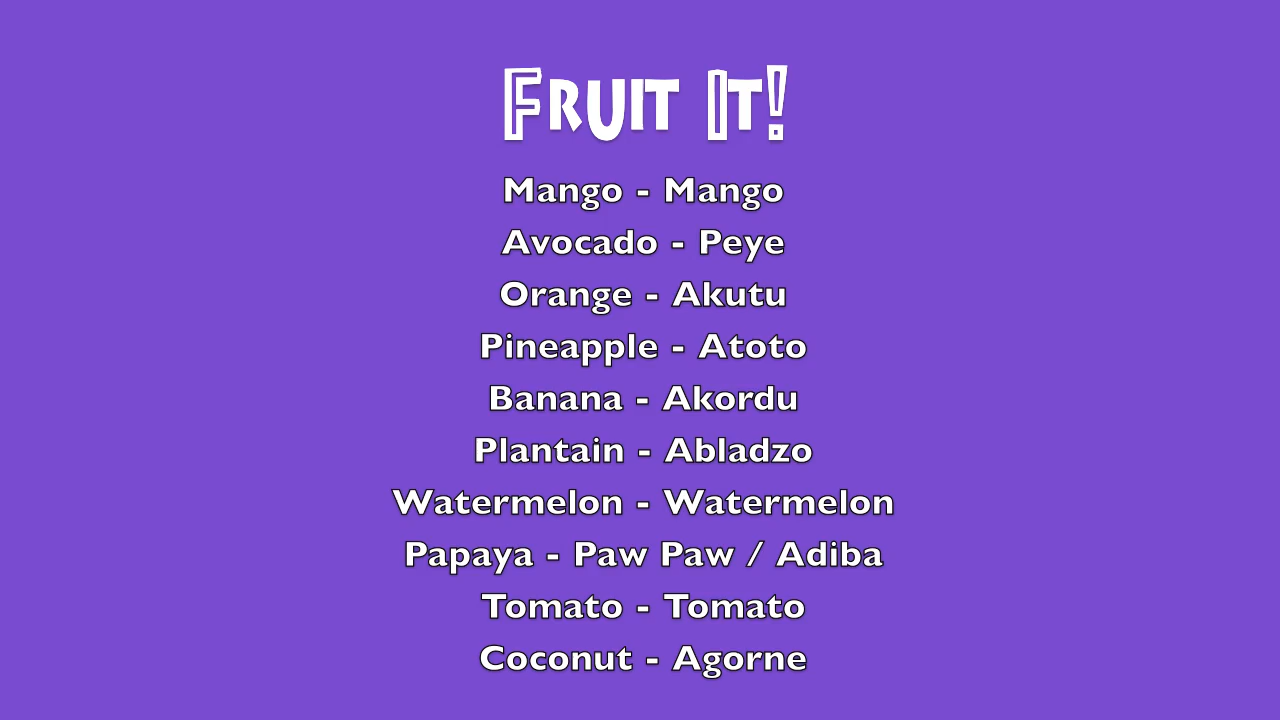 Fruit It!
Mango - Mango
Avocado - Peye
Orange - Akutu
Pineapple - Atoto
Banana - Akordu
Plantain - Abladzo
Watermelon - Watermelon
Papaya - Paw Paw / Adiba
Tomato - Tomato
Coconut - Agorne